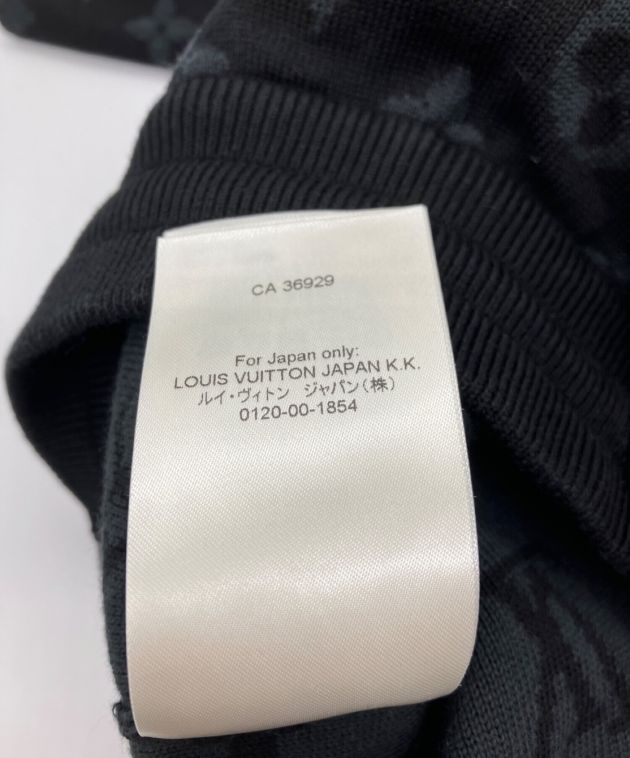 CA 36929
For Japan only:
LOUIS VUITTON JAPAN K.K.
ルイ・ヴィトン ジャパン(株)
0120-00-1854